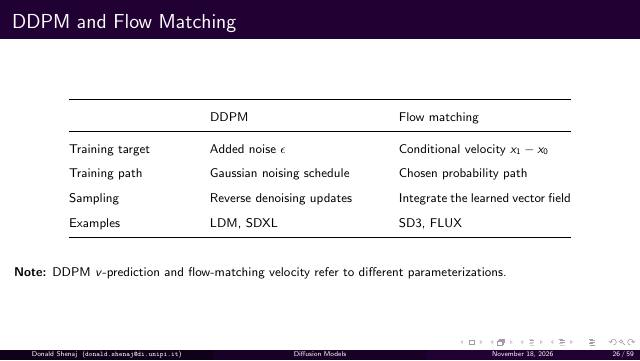 DDPM and Flow Matching
DDPM Flow matching
Training target Added noise ϵ Conditional velocity x₁ − x₀
Training path Gaussian noising schedule Chosen probability path
Sampling Reverse denoising updates Integrate the learned vector field
Examples LDM, SDXL SD3, FLUX
Note: DDPM v-prediction and flow-matching velocity refer to different parameterizations.
Donald Shenaj (donald.shenaj@di.unipi.it) Diffusion Models November 18, 2026 26 / 59